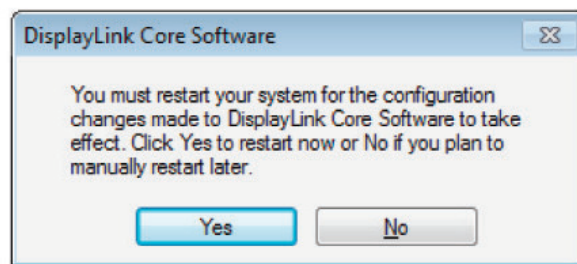 DisplayLink Core Software
You must restart your system for the configuration
changes made to DisplayLink Core Software to take
effect. Click Yes to restart now or No if you plan to
manually restart later.
Yes
No